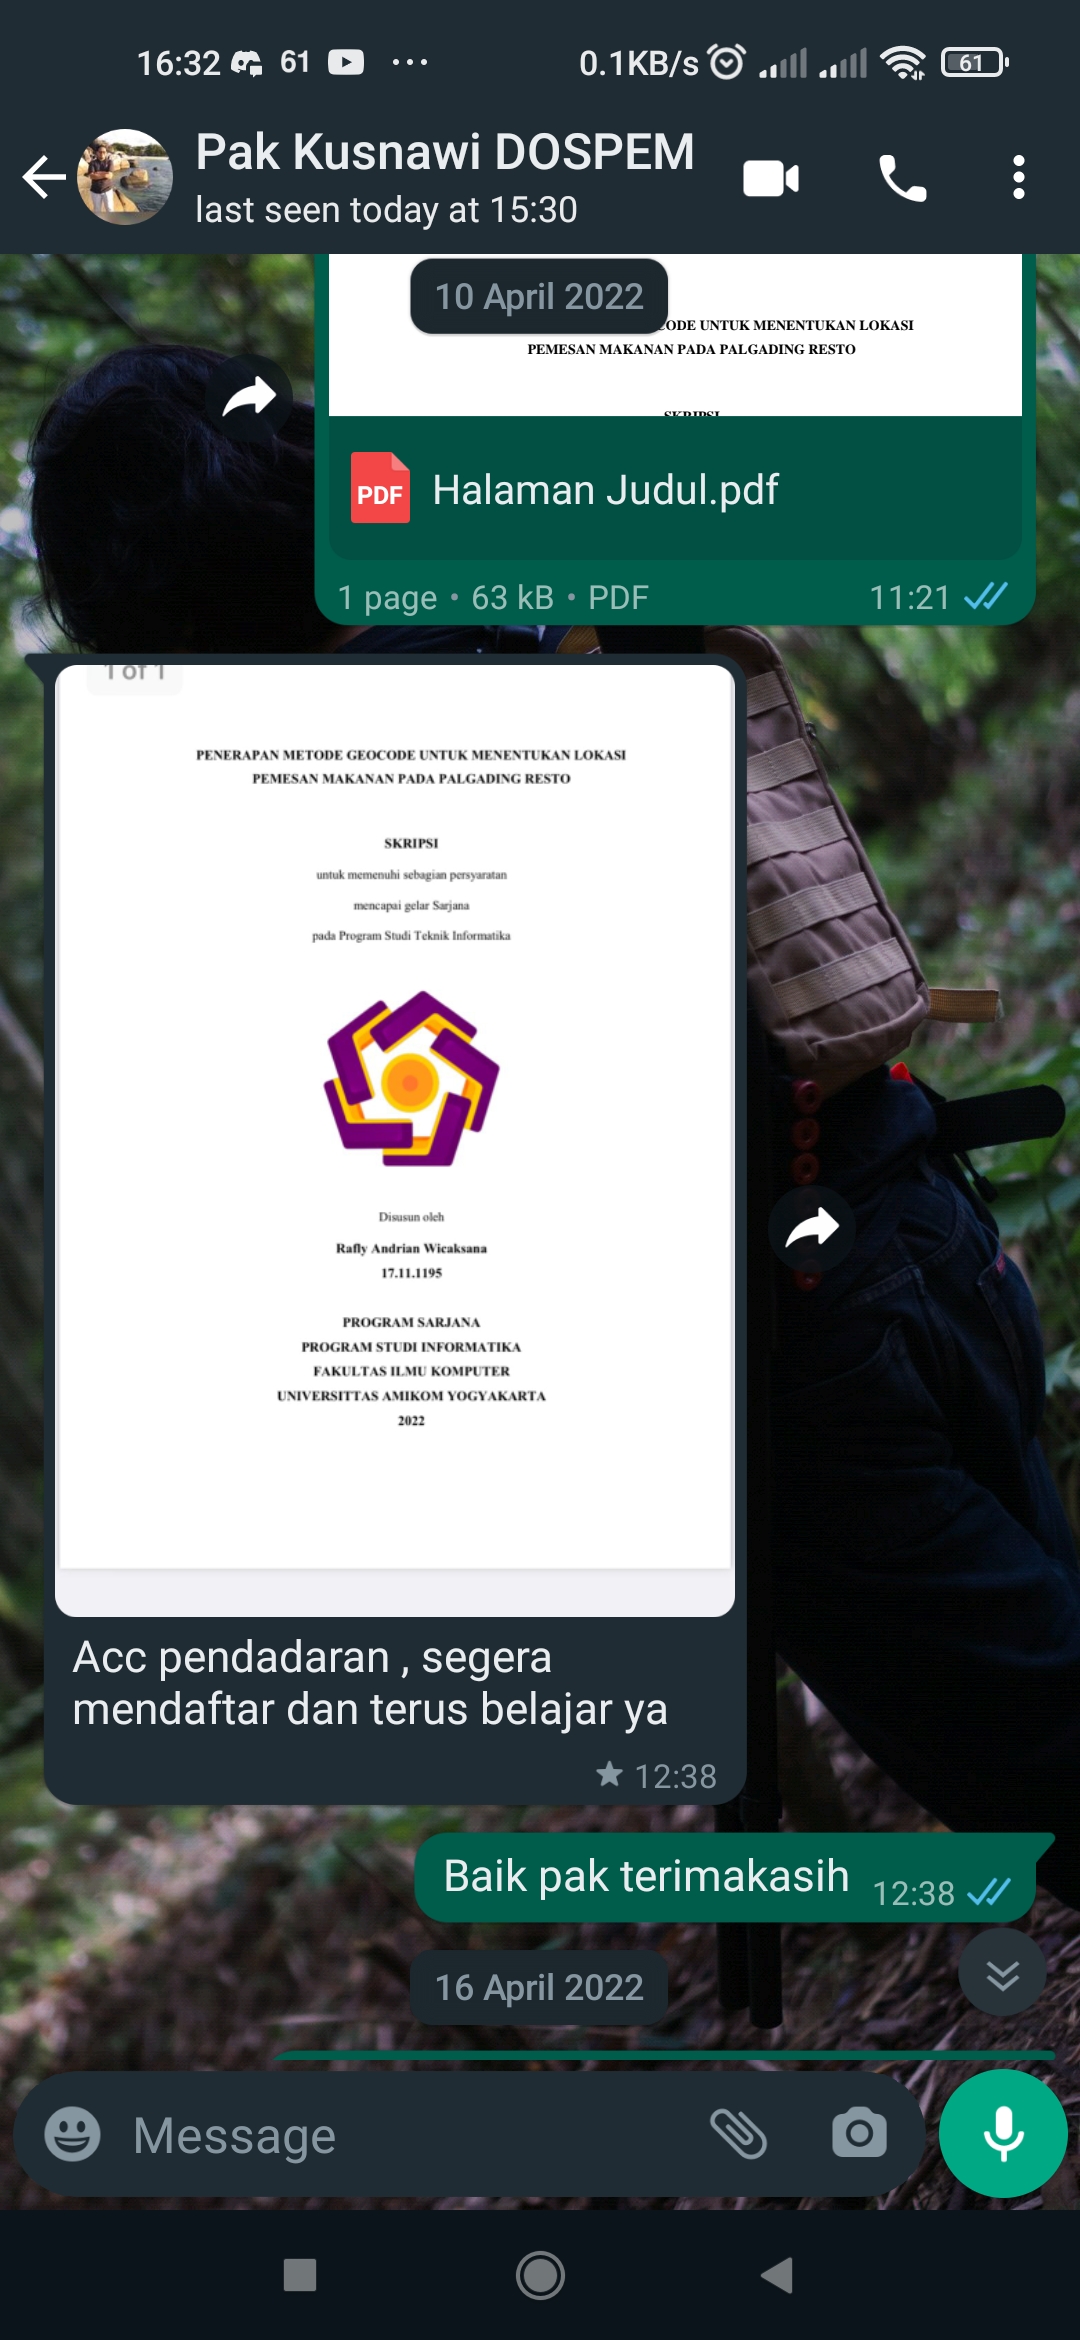 16:32 61
0.1KB/s 61
Pak Kusnawi DOSPEM
last seen today at 15:30
10 April 2022
CODE UNTUK MENENTUKAN LOKASI
PEMESAN MAKANAN PADA PALGADING RESTO
SKRIPSI
PDF
Halaman Judul.pdf
1 page • 63 kB • PDF
11:21
1 of 1
PENERAPAN METODE GEOCODE UNTUK MENENTUKAN LOKASI
PEMESAN MAKANAN PADA PALGADING RESTO
SKRIPSI
untuk memenuhi sebagian persyaratan
mencapai gelar Sarjana
pada Program Studi Teknik Informatika
Disusun oleh
Rafly Andrian Wicaksana
17.11.1195
PROGRAM SARJANA
PROGRAM STUDI INFORMATIKA
FAKULTAS ILMU KOMPUTER
UNIVERSITTAS AMIKOM YOGYAKARTA
2022
Acc pendadaran , segera
mendaftar dan terus belajar ya
12:38
Baik pak terimakasih
12:38
16 April 2022
Message